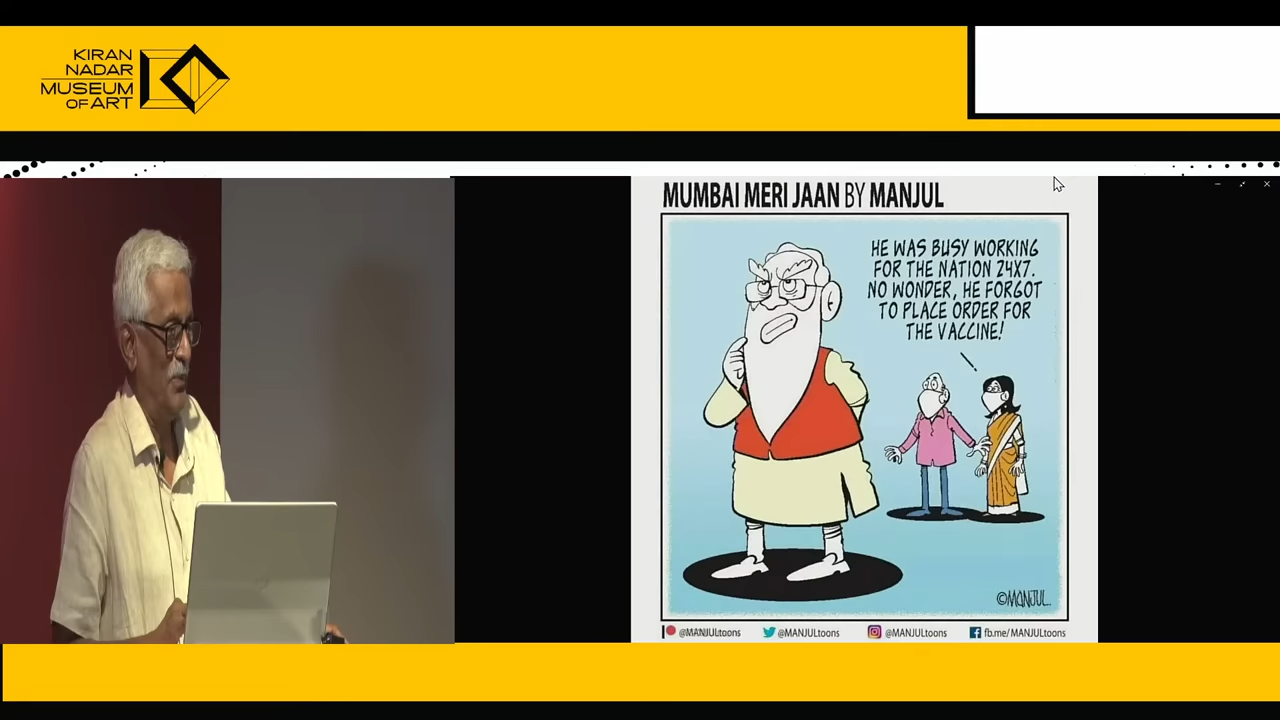 KIRAN
NADAR
MUSEUM
OF ART
MUMBAI MERI JAAN BY MANJUL
HE WAS BUSY WORKING
FOR THE NATION 24X7.
NO WONDER, HE FORGOT
TO PLACE ORDER FOR
THE VACCINE!
©MANJUL.
@MANJULtoons
@MANJULtoons
@MANJULtoons
fb.me/MANJULtoons